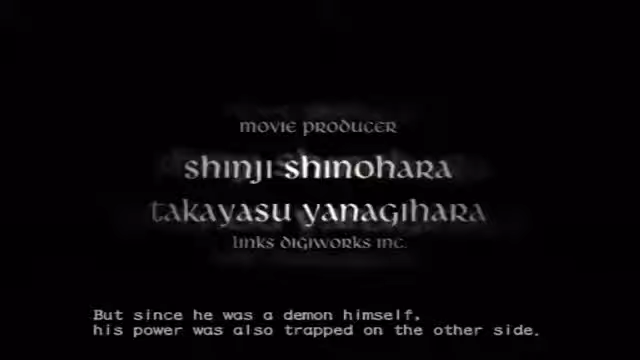 MOVIE PRODUCER
SHINJI SHINOHARA
TAKAYASU YANAGIHARA
LINKS DIGIWORKS INC.
But since he was a demon himself,
his power was also trapped on the other side.